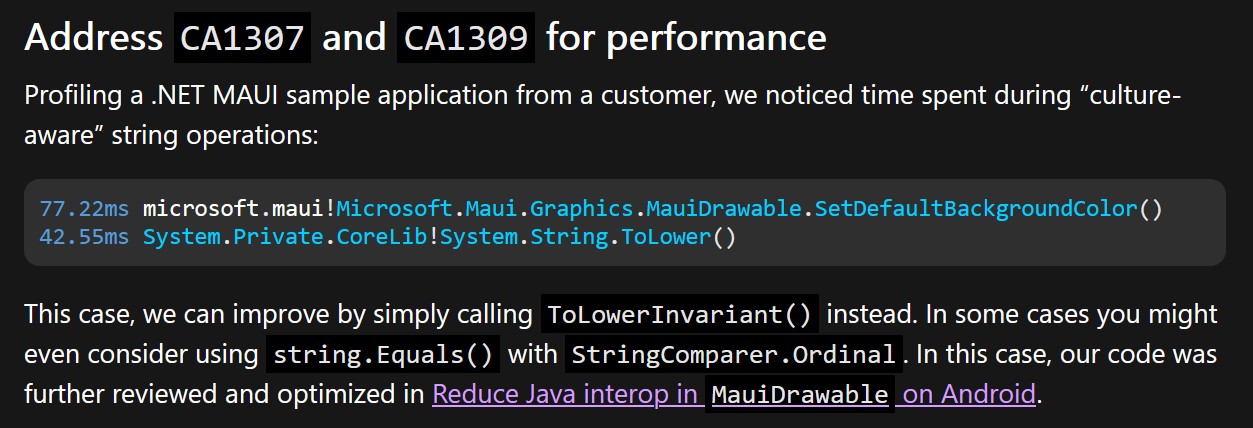 Address CA1307 and CA1309 for performance
Profiling a .NET MAUI sample application from a customer, we noticed time spent during “culture-
aware” string operations:
77.22ms microsoft.maui!Microsoft.Maui.Graphics.MauiDrawable.SetDefaultBackgroundColor()
42.55ms System.Private.CoreLib!System.String.ToLower()
This case, we can improve by simply calling ToLowerInvariant() instead. In some cases you might
even consider using string.Equals() with StringComparer.Ordinal. In this case, our code was
further reviewed and optimized in Reduce Java interop in MauiDrawable on Android.